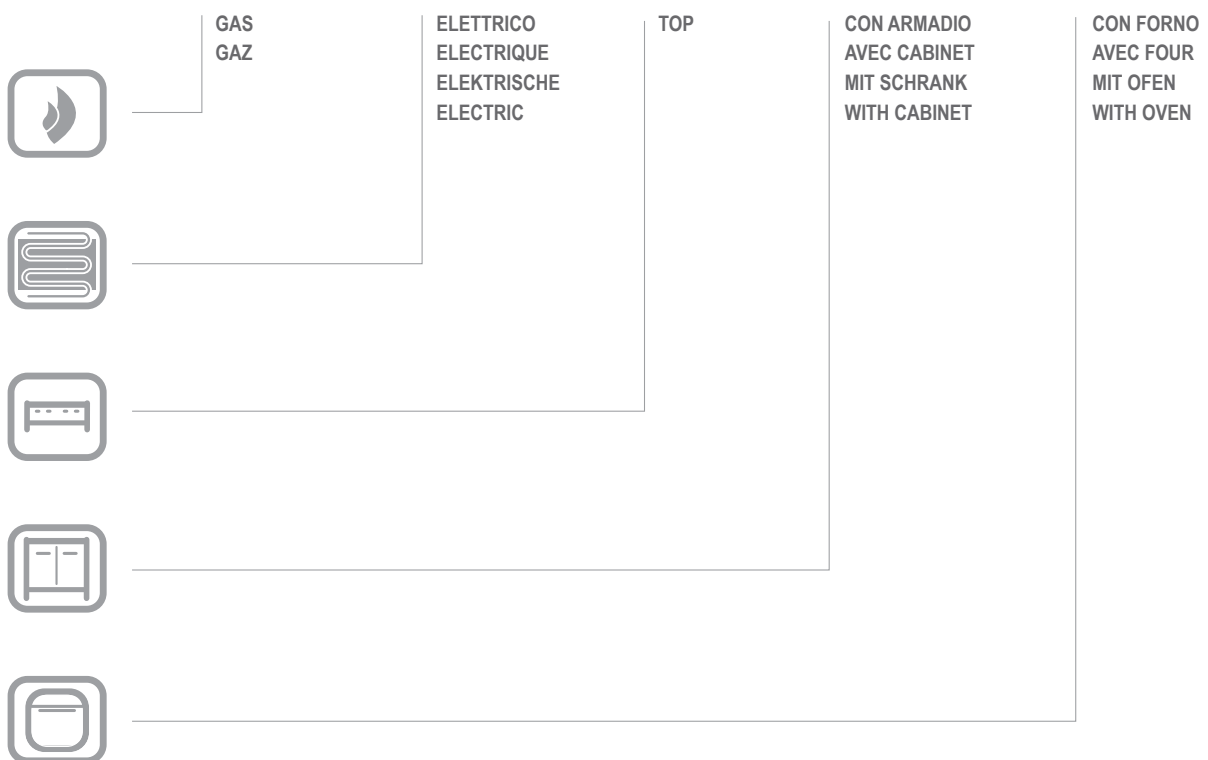 GAS
GAZ
ELETTRICO
ELECTRIQUE
ELEKTRISCHE
ELECTRIC
TOP
CON ARMADIO
AVEC CABINET
MIT SCHRANK
WITH CABINET
CON FORNO
AVEC FOUR
MIT OFEN
WITH OVEN